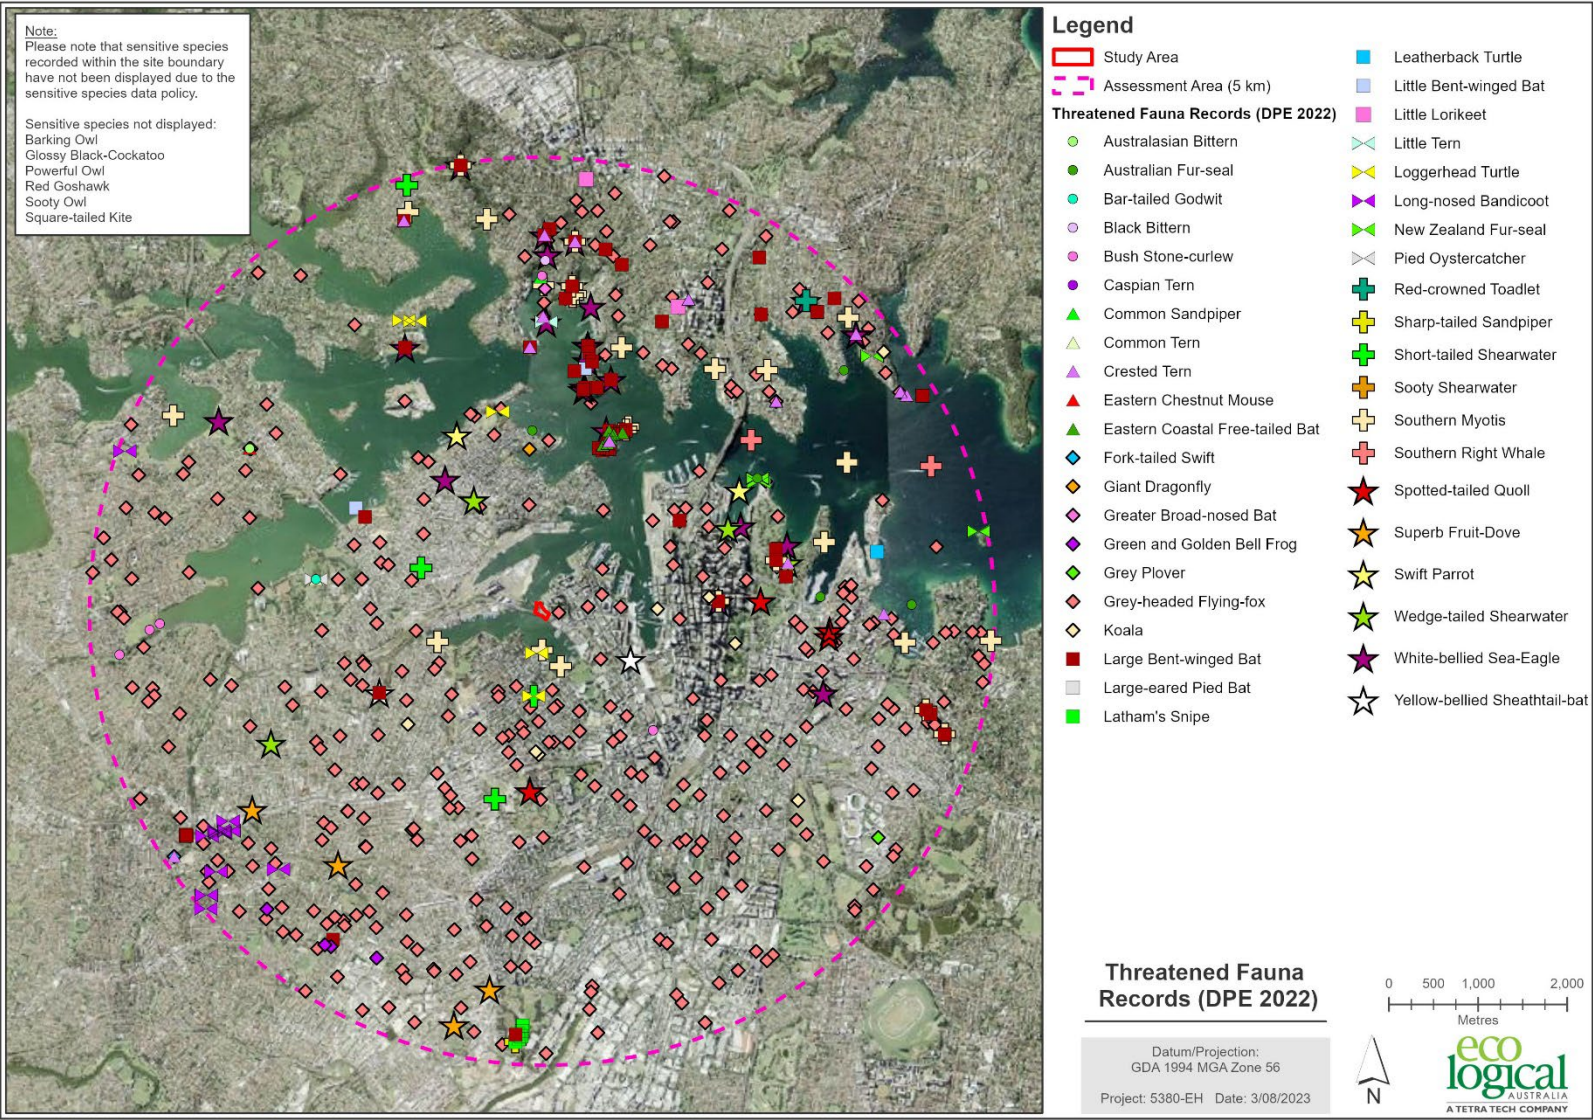 Note:
Please note that sensitive species
recorded within the site boundary
have not been displayed due to the
sensitive species data policy.
Sensitive species not displayed:
Barking Owl
Glossy Black-Cockatoo
Powerful Owl
Red Goshawk
Sooty Owl
Square-tailed Kite
Legend
Study Area
Assessment Area (5 km)
Threatened Fauna Records (DPE 2022)
Australasian Bittern
Australian Fur-seal
Bar-tailed Godwit
Black Bittern
Bush Stone-curlew
Caspian Tern
Common Sandpiper
Common Tern
Crested Tern
Eastern Chestnut Mouse
Eastern Coastal Free-tailed Bat
Fork-tailed Swift
Giant Dragonfly
Greater Broad-nosed Bat
Green and Golden Bell Frog
Grey Plover
Grey-headed Flying-fox
Koala
Large Bent-winged Bat
Large-eared Pied Bat
Latham's Snipe
Leatherback Turtle
Little Bent-winged Bat
Little Lorikeet
Little Tern
Loggerhead Turtle
Long-nosed Bandicoot
New Zealand Fur-seal
Pied Oystercatcher
Red-crowned Toadlet
Sharp-tailed Sandpiper
Short-tailed Shearwater
Sooty Shearwater
Southern Myotis
Southern Right Whale
Spotted-tailed Quoll
Superb Fruit-Dove
Swift Parrot
Wedge-tailed Shearwater
White-bellied Sea-Eagle
Yellow-bellied Sheathtail-bat
Threatened Fauna
Records (DPE 2022)
0 500 1,000 2,000
Metres
Datum/Projection:
GDA 1994 MGA Zone 56
Project: 5380-EH Date: 3/08/2023
N
eco
logical
AUSTRALIA
A TETRA TECH COMPANY